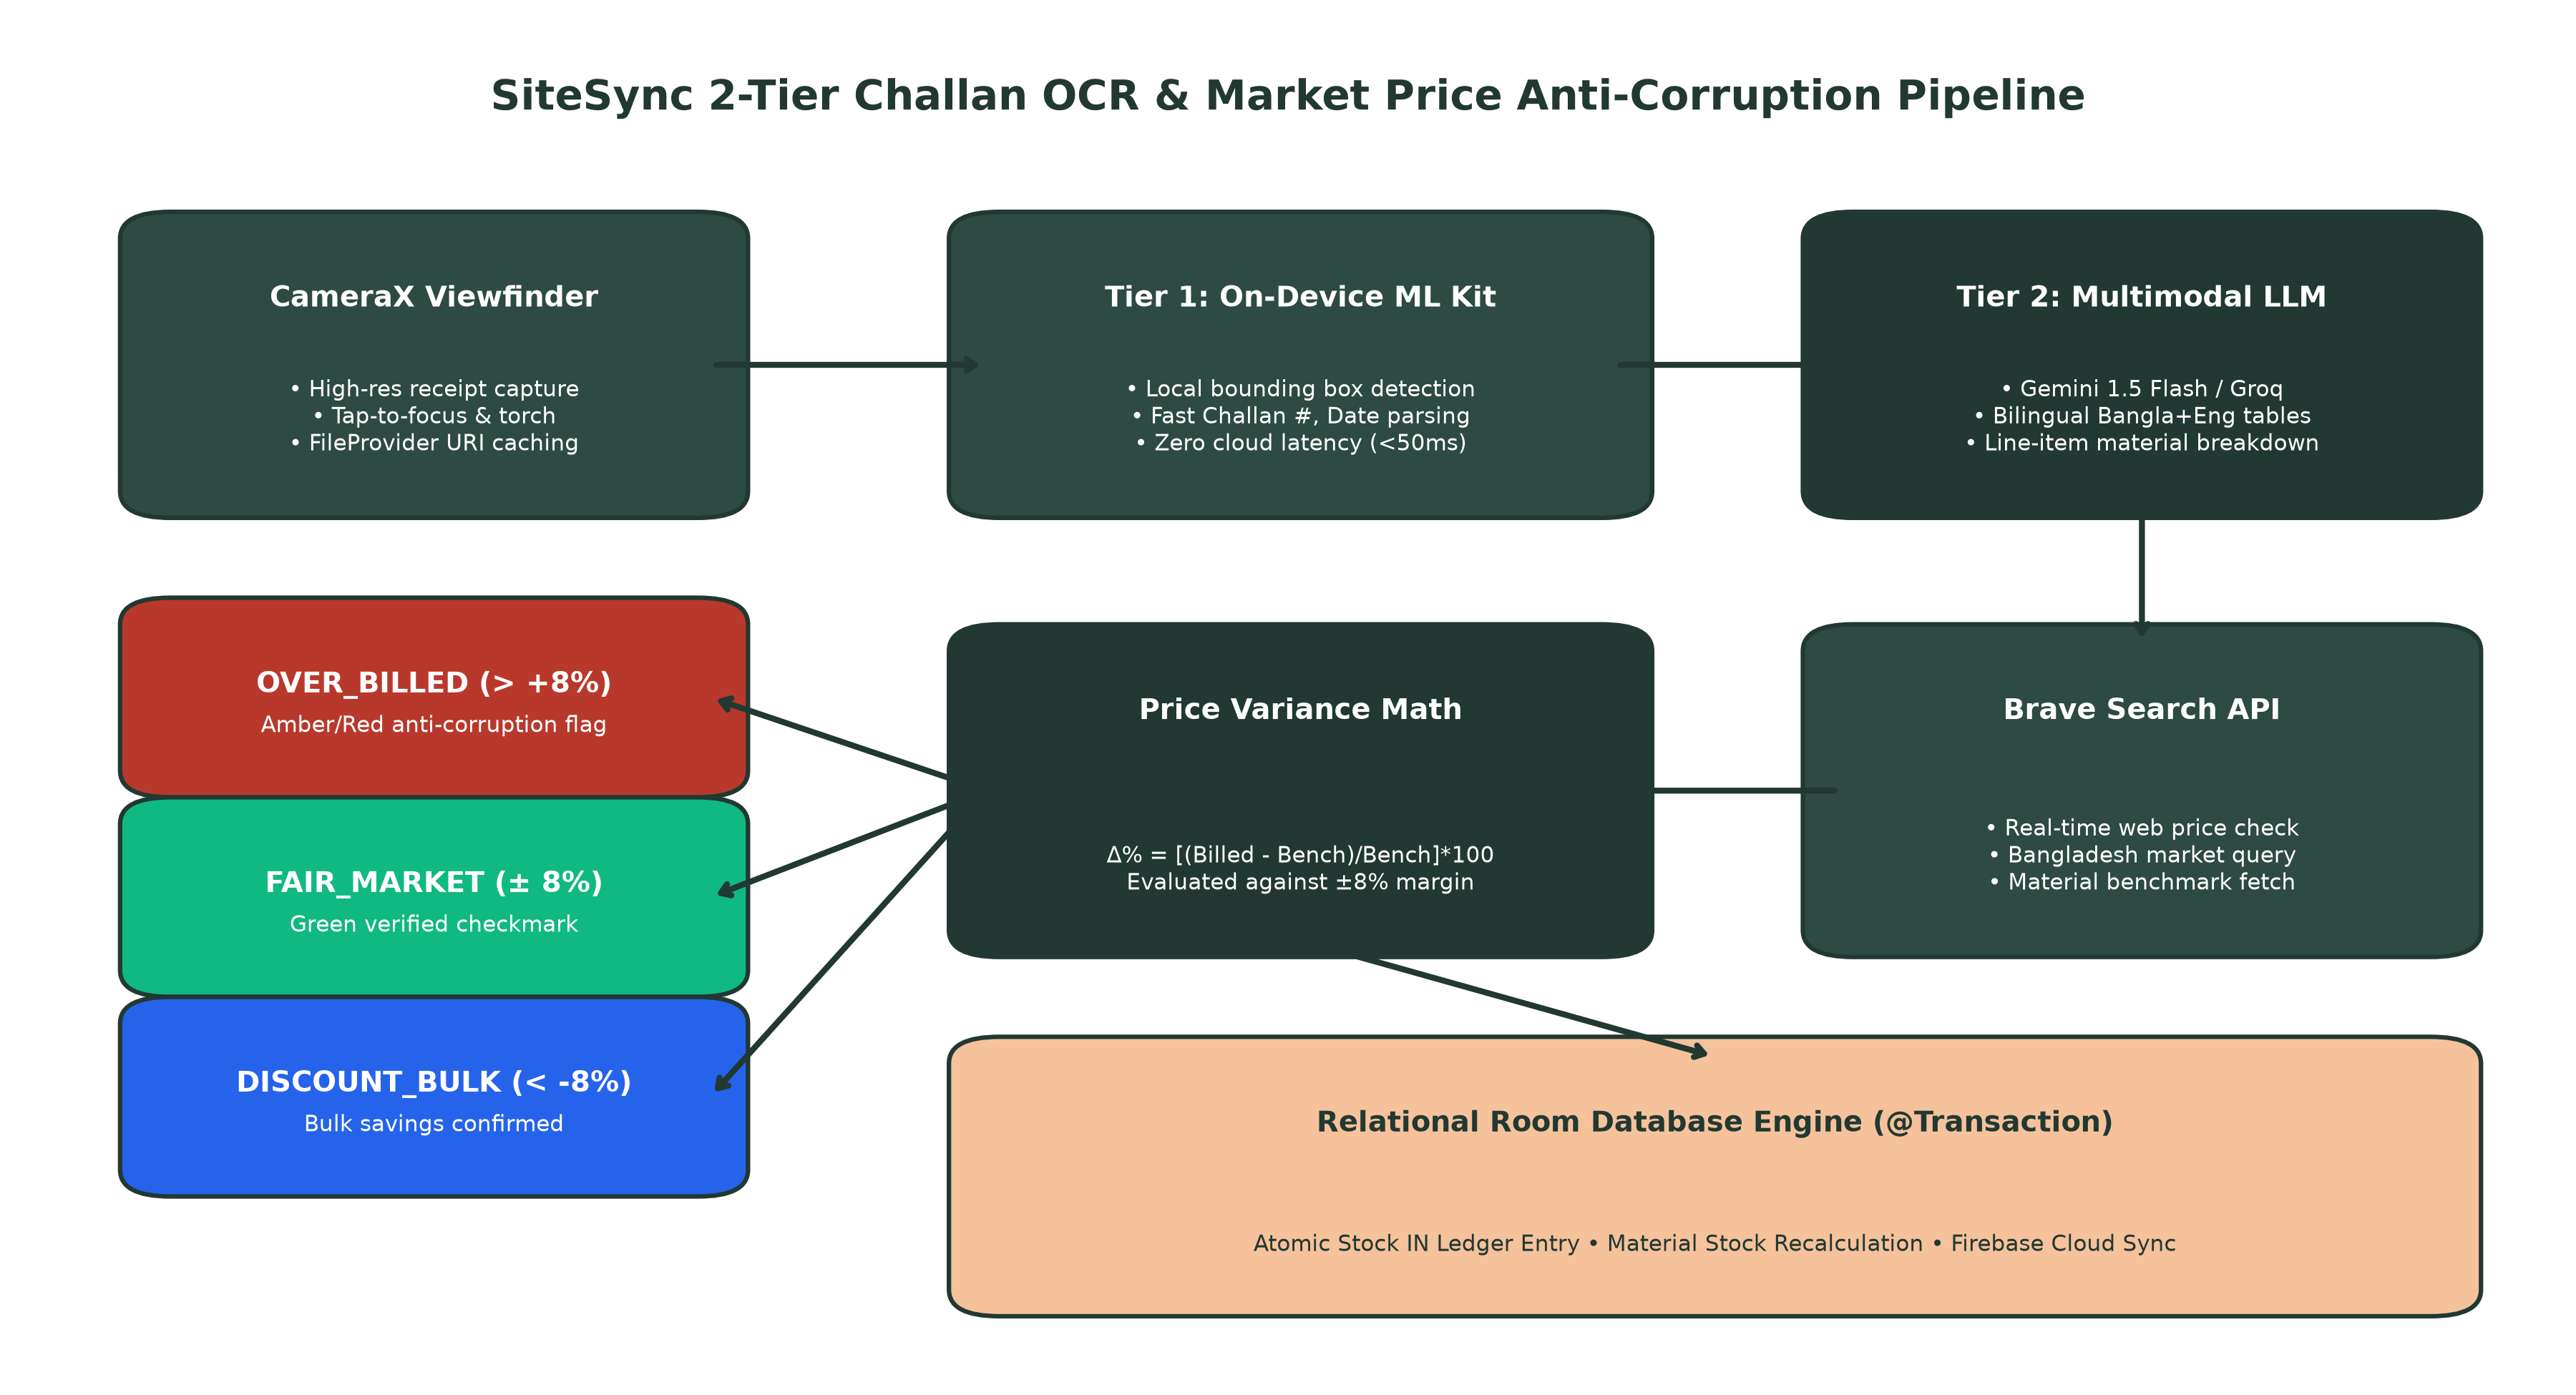 SiteSync 2-Tier Challan OCR & Market Price Anti-Corruption Pipeline
CameraX Viewfinder
• High-res receipt capture
• Tap-to-focus & torch
• FileProvider URI caching
Tier 1: On-Device ML Kit
• Local bounding box detection
• Fast Challan #, Date parsing
• Zero cloud latency (<50ms)
Tier 2: Multimodal LLM
• Gemini 1.5 Flash / Groq
• Bilingual Bangla+Eng tables
• Line-item material breakdown
OVER_BILLED (> +8%)
Amber/Red anti-corruption flag
FAIR_MARKET (± 8%)
Green verified checkmark
DISCOUNT_BULK (< -8%)
Bulk savings confirmed
Price Variance Math
Δ% = [(Billed - Bench)/Bench]*100
Evaluated against ±8% margin
Brave Search API
• Real-time web price check
• Bangladesh market query
• Material benchmark fetch
Relational Room Database Engine (@Transaction)
Atomic Stock IN Ledger Entry • Material Stock Recalculation • Firebase Cloud Sync